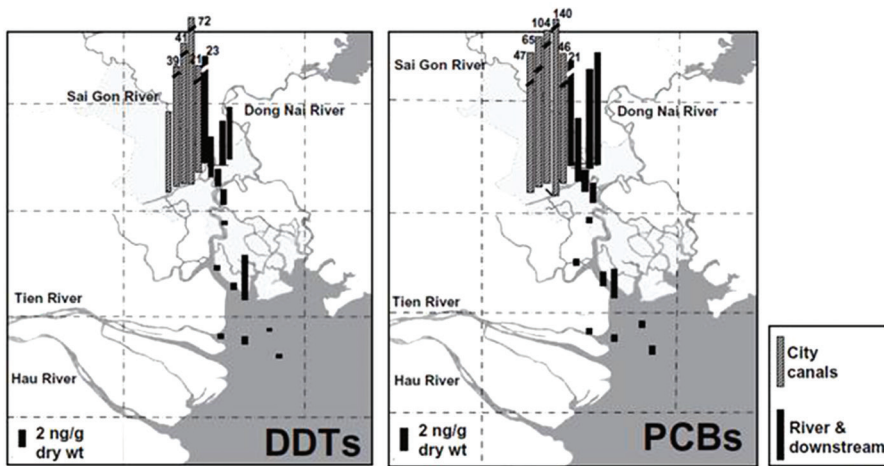 72
41
39
21
23
Sai Gon River
Dong Nai River
Tien River
Hau River
2 ng/g
dry wt
DDTs
140
104
65
47
46
21
Sai Gon River
Dong Nai River
Tien River
Hau River
2 ng/g
dry wt
PCBs
City
canals
River &
downstream